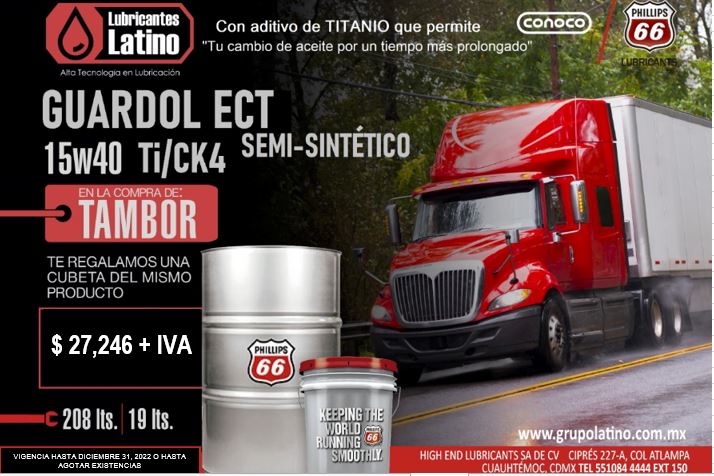 Lubricantes
Latino
Alta Tecnología en Lubricación
Con aditivo de TITANIO que permite
"Tu cambio de aceite por un tiempo más prolongado"
conoco
PHILLIPS
66
LUBRICANTS
GUARDOL ECT
15w40 Ti/CK4 SEMI-SINTÉTICO
EN LA COMPRA DE:
TAMBOR
TE REGALAMOS UNA
CUBETA DEL MISMO
PRODUCTO
$ 27,246 + IVA
208 lts. 19 lts.
VIGENCIA HASTA DICIEMBRE 31, 2022 O HASTA
AGOTAR EXISTENCIAS
PHILLIPS
66
KEEPING THE
WORLD
RUNNING
SMOOTHLY.
PHILLIPS
66
www.grupolatino.com.mx
HIGH END LUBRICANTS SA DE CV CIPRÉS 227-A, COL ATLAMPA
CUAUHTÉMOC, CDMX TEL 551084 4444 EXT 150